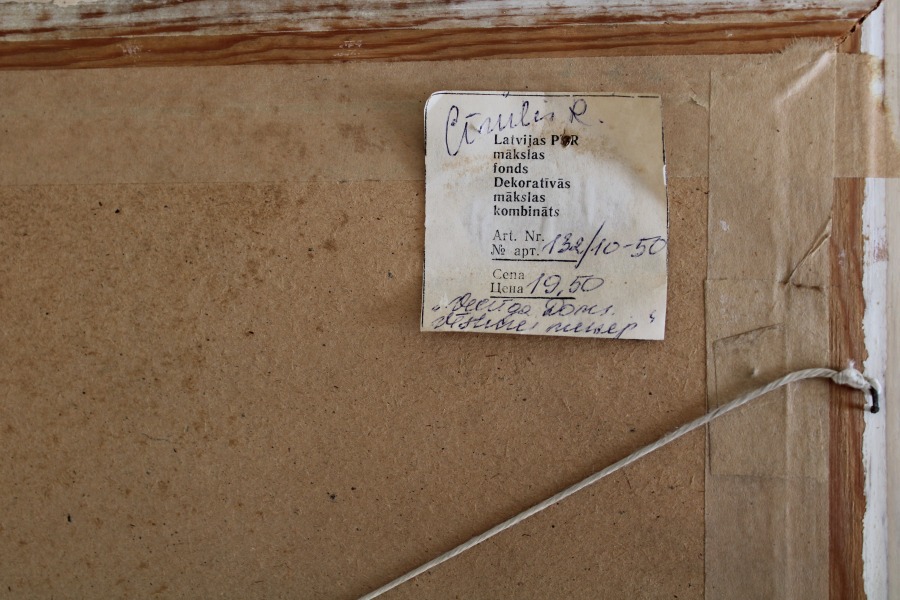 Cīrulis R.
Latvijas PSR
mākslas
fonds
Dekoratīvās
mākslas
kombināts
Art. Nr.
№ арт. 132/10-50
Cena
Цена 19,50